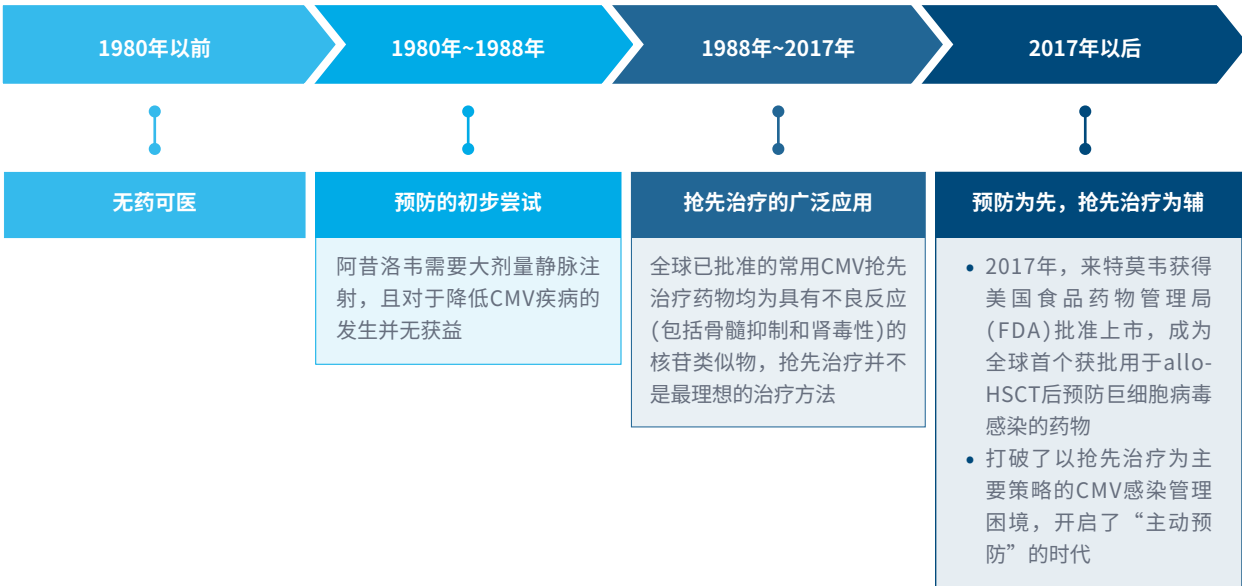 1980年以前
1980年~1988年
1988年~2017年
2017年以后
无药可医
预防的初步尝试
阿昔洛韦需要大剂量静脉注
射，且对于降低CMV疾病的
发生并无获益
抢先治疗的广泛应用
全球已批准的常用CMV抢先
治疗药物均为具有不良反应
(包括骨髓抑制和肾毒性)的
核苷类似物，抢先治疗并不
是最理想的治疗方法
预防为先，抢先治疗为辅
• 2017年，来特莫韦获得
美国食品药物管理局
(FDA)批准上市，成为
全球首个获批用于allo-
HSCT后预防巨细胞病毒
感染的药物
• 打破了以抢先治疗为主
要策略的CMV感染管理
困境，开启了“主动预
防”的时代